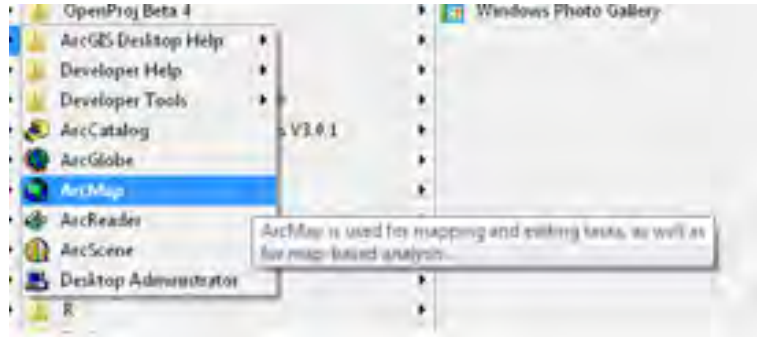 OpenProj Beta 4
Windows Photo Gallery
ArcGIS Desktop Help
Developer Help
Developer Tools
ArcCatalog
V3.0.1
ArcGlobe
ArcMap
ArcReader
ArcMap is used for mapping and editing tasks, as well as
for map-based analysis.
ArcScene
Desktop Administrator
R